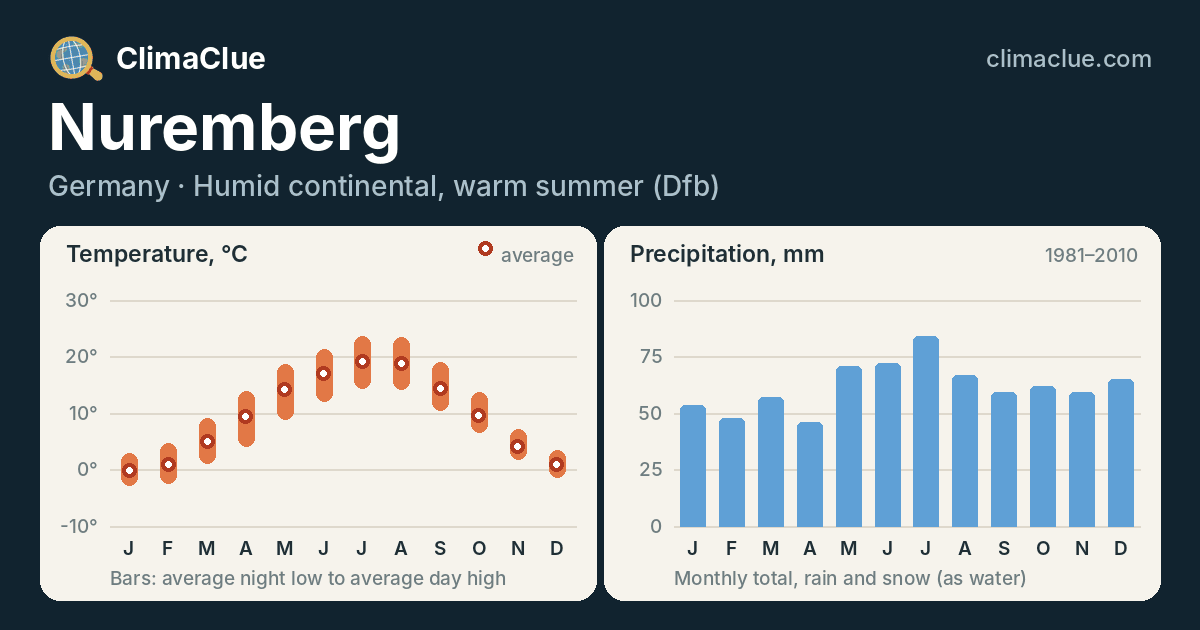 ClimaClue
climaclue.com
Nuremberg
Germany · Humid continental, warm summer (Dfb)
Temperature, °C
average
30°
20°
10°
0°
-10°
J F M A M J J A S O N D
Bars: average night low to average day high
Precipitation, mm
1981–2010
100
75
50
25
0
J F M A M J J A S O N D
Monthly total, rain and snow (as water)